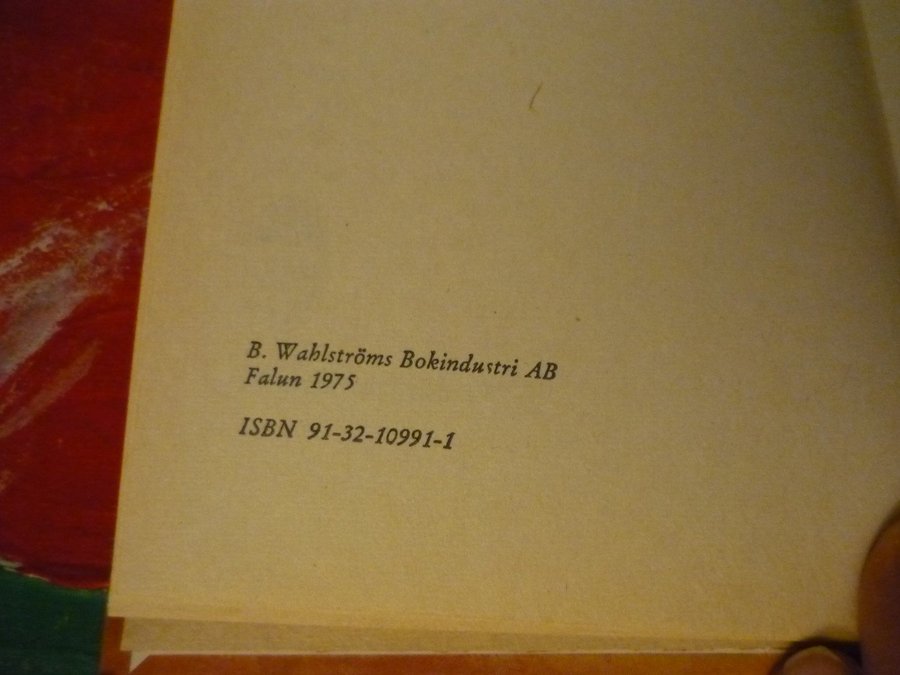 B. Wahlströms Bokindustri AB
Falun 1975
ISBN 91-32-10991-1